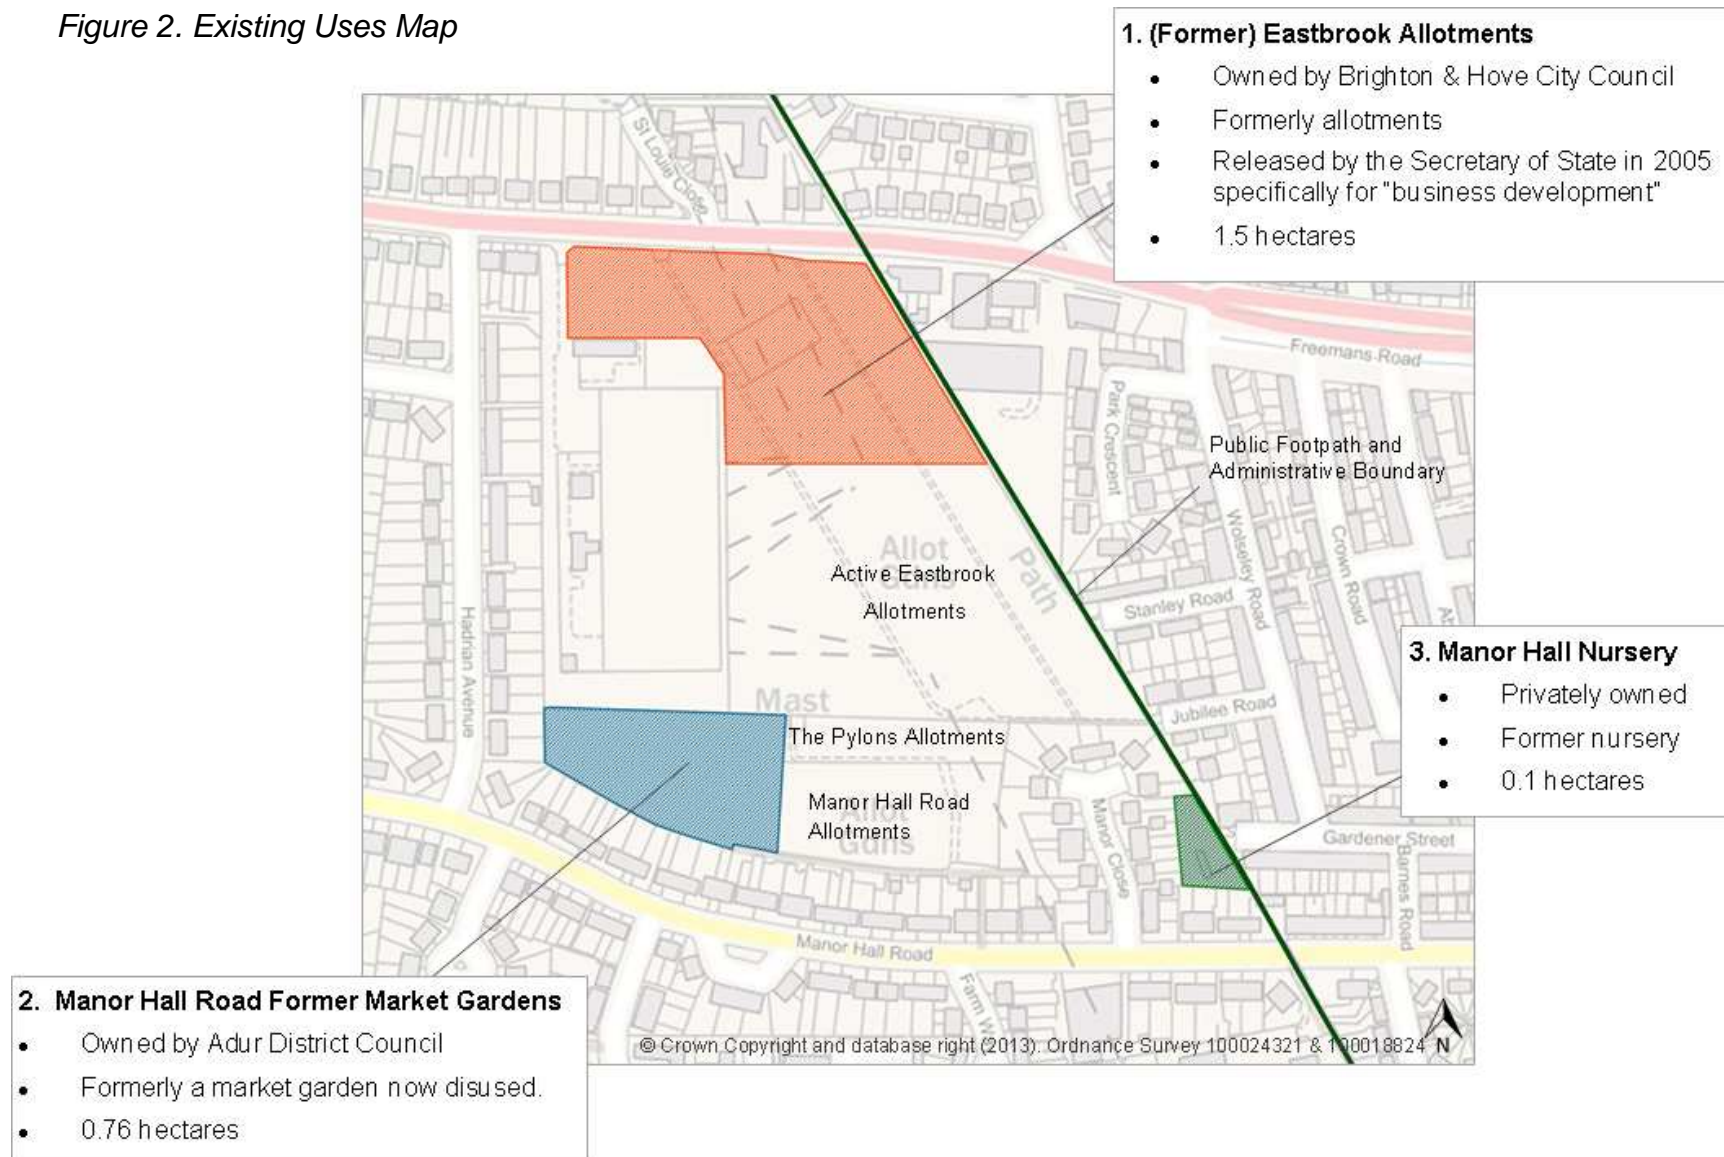 Figure 2. Existing Uses Map
1. (Former) Eastbrook Allotments
• Owned by Brighton & Hove City Council
• Formerly allotments
• Released by the Secretary of State in 2005
specifically for "business development"
• 1.5 hectares
St Louie Close
Freemans Road
Park Crescent
Public Footpath and
Administrative Boundary
Wolseley Road
Crown Road
Allot
Gdns
Path
Active Eastbrook
Allotments
Stanley Road
Hadrian Avenue
3. Manor Hall Nursery
• Privately owned
• Former nursery
• 0.1 hectares
Mast
Jubilee Road
The Pylons Allotments
Manor Hall Road
Allotments
Allot
Gdns
Manor Close
Gardener Street
Barnes Road
Manor Hall Road
2. Manor Hall Road Former Market Gardens
• Owned by Adur District Council
• Formerly a market garden now disused.
• 0.76 hectares
Farm W
© Crown Copyright and database right (2013). Ordnance Survey 100024321 & 100018824
N